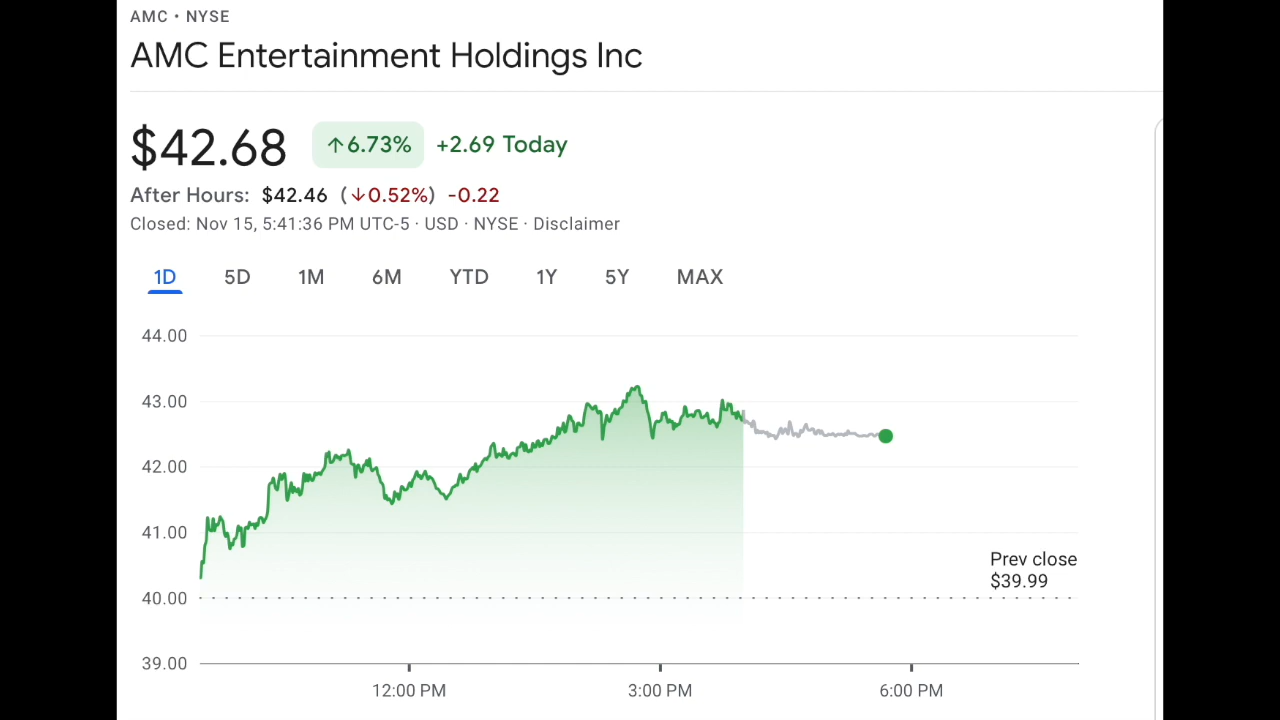 AMC • NYSE
AMC Entertainment Holdings Inc
$42.68 ↑6.73% +2.69 Today
After Hours: $42.46 (↓0.52%) -0.22
Closed: Nov 15, 5:41:36 PM UTC-5 · USD · NYSE · Disclaimer
1D 5D 1M 6M YTD 1Y 5Y MAX
44.00
43.00
42.00
41.00
Prev close
$39.99
40.00
39.00
12:00 PM 3:00 PM 6:00 PM